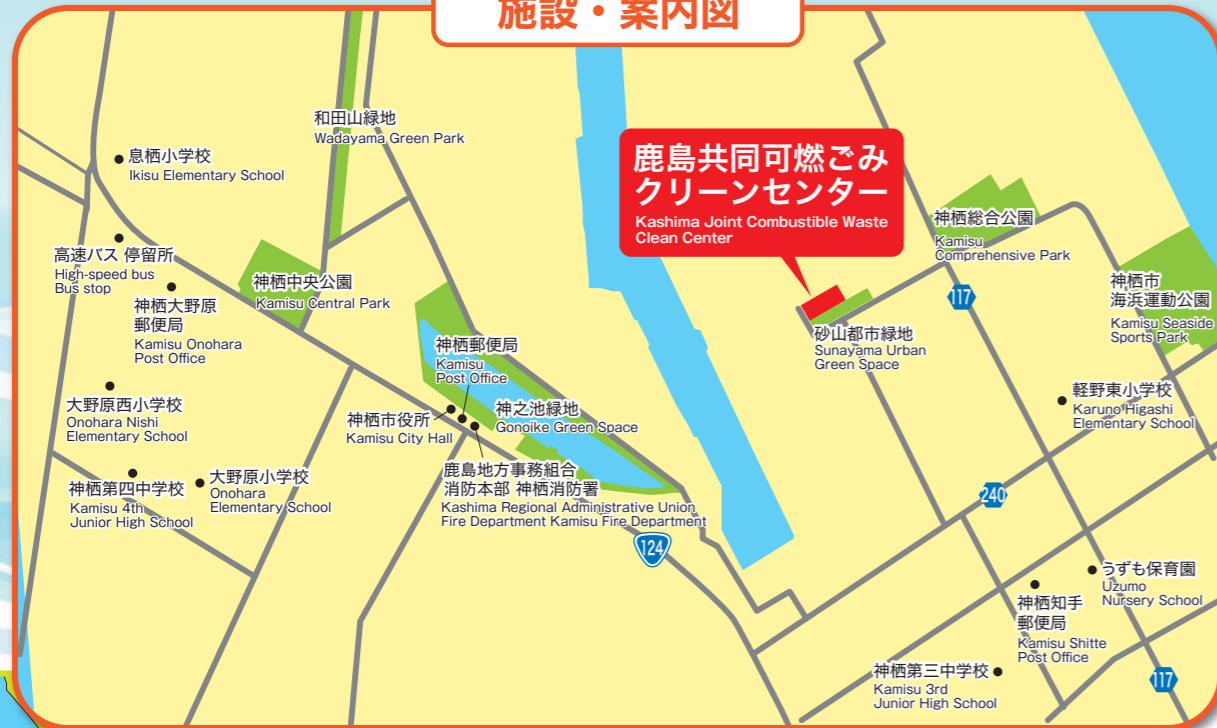 施設・案内図
和田山緑地
Wadayama Green Park
息栖小学校
Ikisu Elementary School
高速バス 停留所
High-speed bus
Bus stop
神栖大野原
郵便局
Kamisu Onohara
Post Office
神栖中央公園
Kamisu Central Park
鹿島共同可燃ごみ
クリーンセンター
Kashima Joint Combustible Waste
Clean Center
神栖総合公園
Kamisu
Comprehensive Park
117
神栖市
海浜運動公園
Kamisu Seaside
Sports Park
砂山都市緑地
Sunayama Urban
Green Space
神栖郵便局
Kamisu
Post Office
大野原西小学校
Onohara Nishi
Elementary School
神栖市役所
Kamisu City Hall
神之池緑地
Gonoike Green Space
軽野東小学校
Karuno Higashi
Elementary School
神栖第四中学校
Kamisu 4th
Junior High School
大野原小学校
Onohara
Elementary School
鹿島地方事務組合
消防本部 神栖消防署
Kashima Regional Administrative Union
Fire Department Kamisu Fire Department
124
240
うずも保育園
Uzumo
Nursery School
神栖知手
郵便局
Kamisu Shitte
Post Office
神栖第三中学校
Kamisu 3rd
Junior High School
117